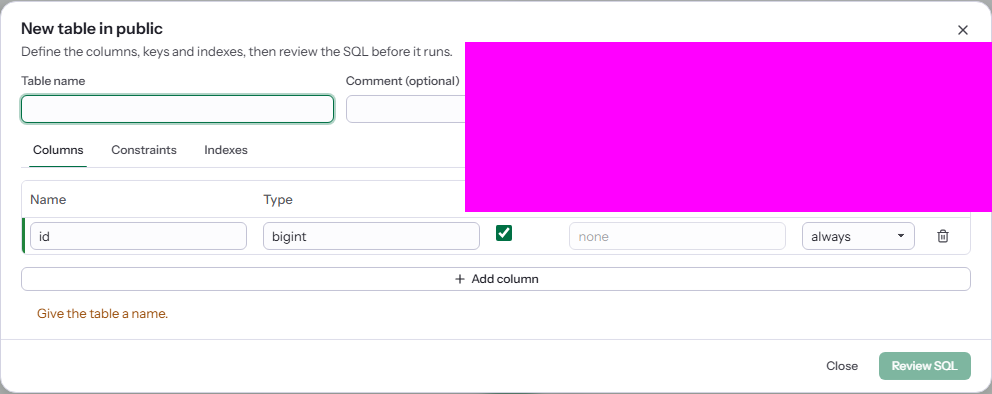 New table in public
Define the columns, keys and indexes, then review the SQL before it runs.
Table name Comment (optional)
Columns Constraints Indexes
Name Type
id bigint none always
Add column
Give the table a name.
Close Review SQL